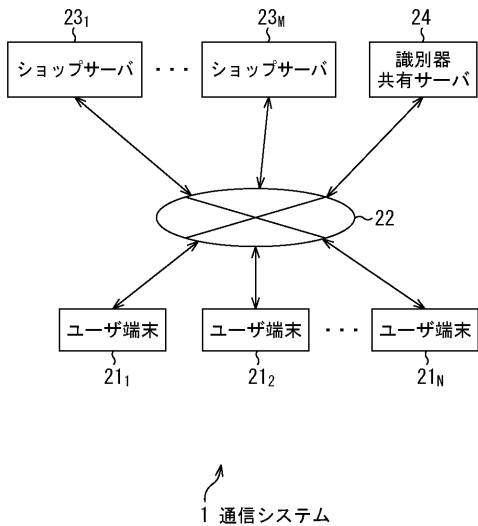 23₁ 23M 24
ショップサーバ ··· ショップサーバ 識別器
共有サーバ
22
ユーザ端末 ユーザ端末 ··· ユーザ端末
21₁ 21₂ 21N
1 通信システム